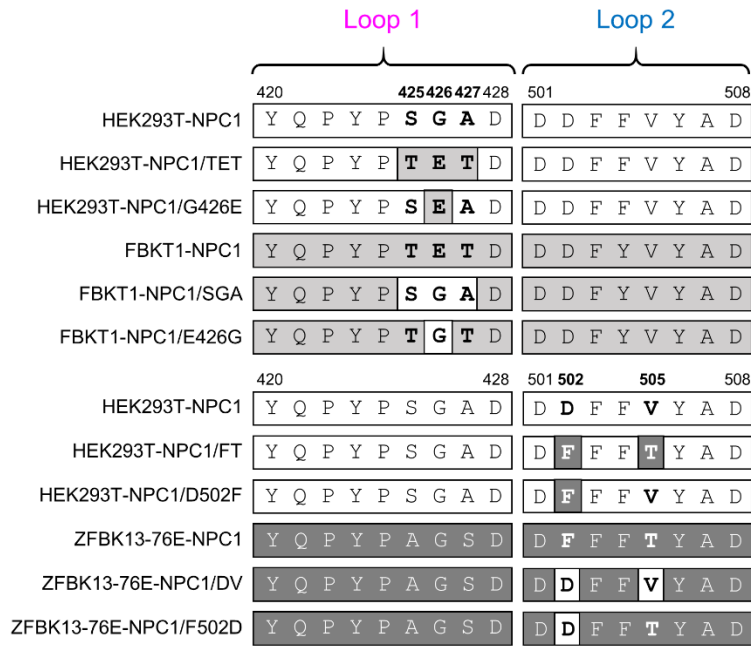 Loop 1 Loop 2
420 425 426 427 428 501 508
HEK293T-NPC1 Y Q P Y P S G A D D D F F V Y A D
HEK293T-NPC1/TET Y Q P Y P T E T D D D F F V Y A D
HEK293T-NPC1/G426E Y Q P Y P S E A D D D F F V Y A D
FBKT1-NPC1 Y Q P Y P T E T D D D F Y V Y A D
FBKT1-NPC1/SGA Y Q P Y P S G A D D D F Y V Y A D
FBKT1-NPC1/E426G Y Q P Y P T G T D D D F Y V Y A D
420 428 501 502 505 508
HEK293T-NPC1 Y Q P Y P S G A D D D F F V Y A D
HEK293T-NPC1/FT Y Q P Y P S G A D D F F F T Y A D
HEK293T-NPC1/D502F Y Q P Y P S G A D D F F F V Y A D
ZFBK13-76E-NPC1 Y Q P Y P A G S D D F F F T Y A D
ZFBK13-76E-NPC1/DV Y Q P Y P A G S D D D F F V Y A D
ZFBK13-76E-NPC1/F502D Y Q P Y P A G S D D D F F T Y A D